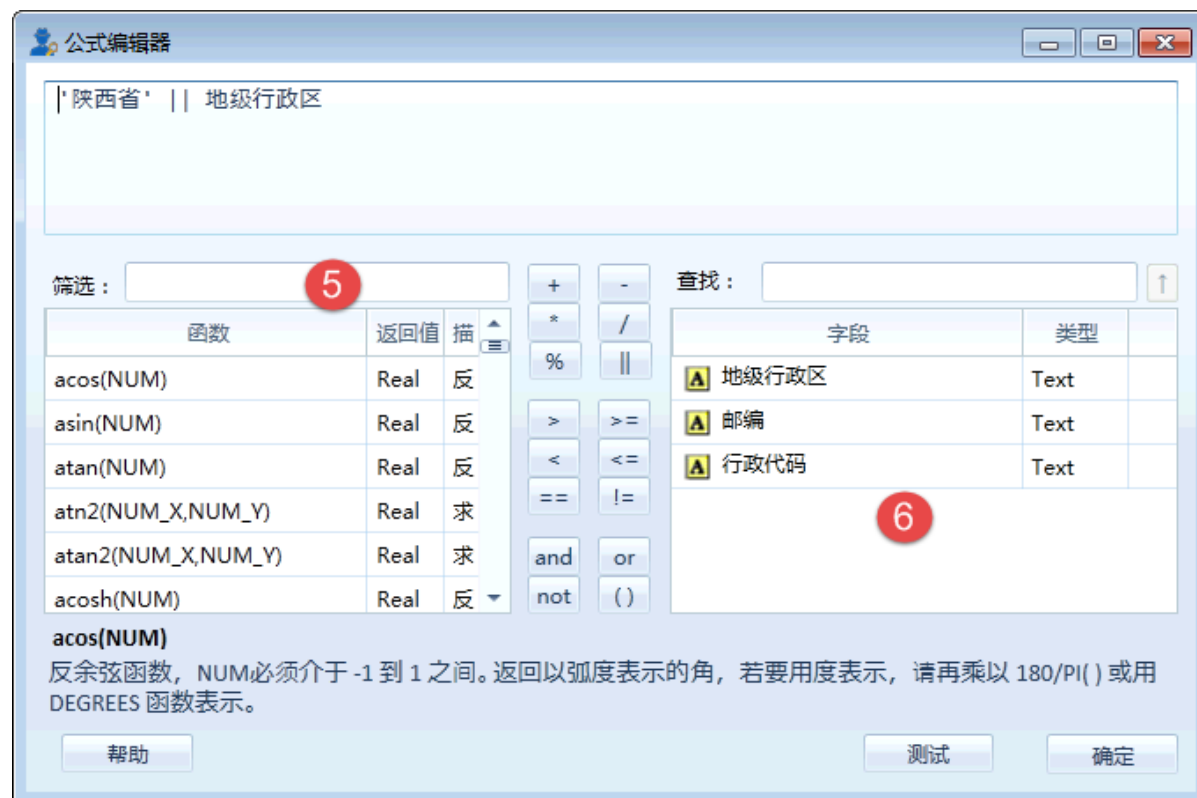 公式编辑器
'陕西省' || 地级行政区
筛选： 5
+ -
查找： ↑
* /
% ||
函数 返回值 描
字段 类型
acos(NUM) Real 反
asin(NUM) Real 反
atan(NUM) Real 反
atn2(NUM_X,NUM_Y) Real 求
atan2(NUM_X,NUM_Y) Real 求
acosh(NUM) Real 反
> >=
< <=
== !=
and or
not ( )
地级行政区 Text
邮编 Text
行政代码 Text
6
acos(NUM)
反余弦函数，NUM必须介于 -1 到 1 之间。返回以弧度表示的角，若要用度表示，请再乘以 180/PI( ) 或用
DEGREES 函数表示。
帮助 测试 确定